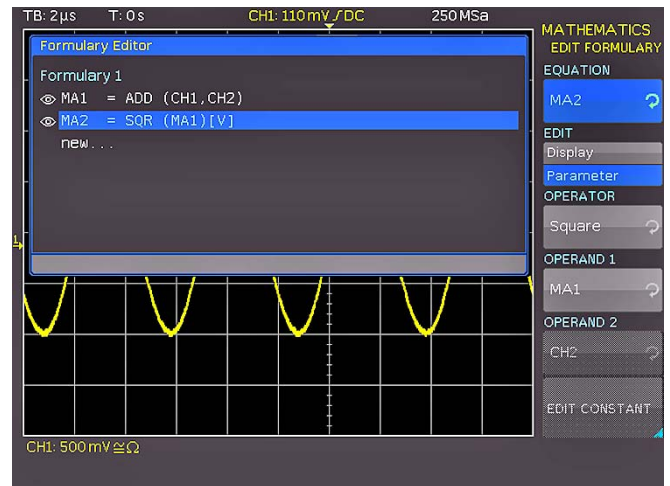 TB: 2µs T: 0s CH1: 110mV ∫ DC 250MSa
MATHEMATICS
EDIT FORMULARY
Formulary Editor
Formulary 1
MA1 = ADD (CH1,CH2)
MA2 = SQR (MA1)[V]
new...
EQUATION
MA2
EDIT
Display
Parameter
OPERATOR
Square
OPERAND 1
MA1
OPERAND 2
CH2
EDIT CONSTANT
1
CH1: 500mV≅Ω